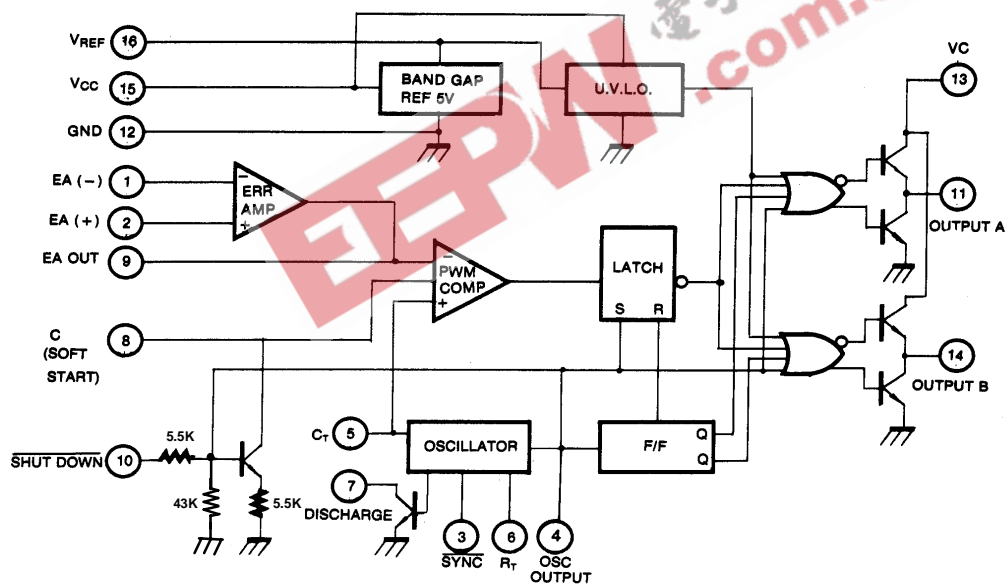 VREF 16
VCC 15
GND 12
EA (−) 1
EA (+) 2
EA OUT 9
C
(SOFT
START)
8
SHUT DOWN 10
BAND GAP
REF 5V
U.V.L.O.
ERR
AMP
−
+
−
PWM
COMP
+
LATCH
S R
VC
13
11
OUTPUT A
14
OUTPUT B
5.5K
43K
5.5K
CT 5
OSCILLATOR
F/F
Q
Q
7
DISCHARGE
3
SYNC
6
RT
4
OSC
OUTPUT
EEPW
.com.